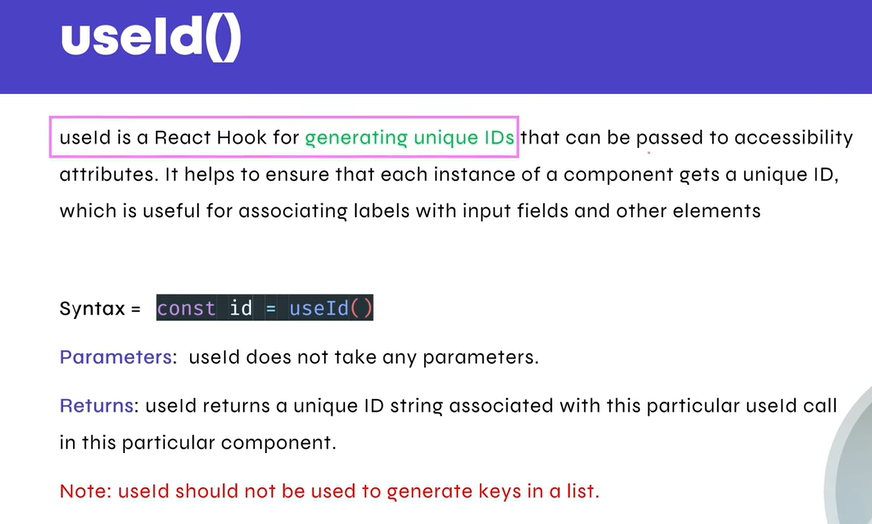 useId()
useId is a React Hook for generating unique IDs that can be passed to accessibility
attributes. It helps to ensure that each instance of a component gets a unique ID,
which is useful for associating labels with input fields and other elements
Syntax = const id = useId()
Parameters: useId does not take any parameters.
Returns: useId returns a unique ID string associated with this particular useId call
in this particular component.
Note: useId should not be used to generate keys in a list.